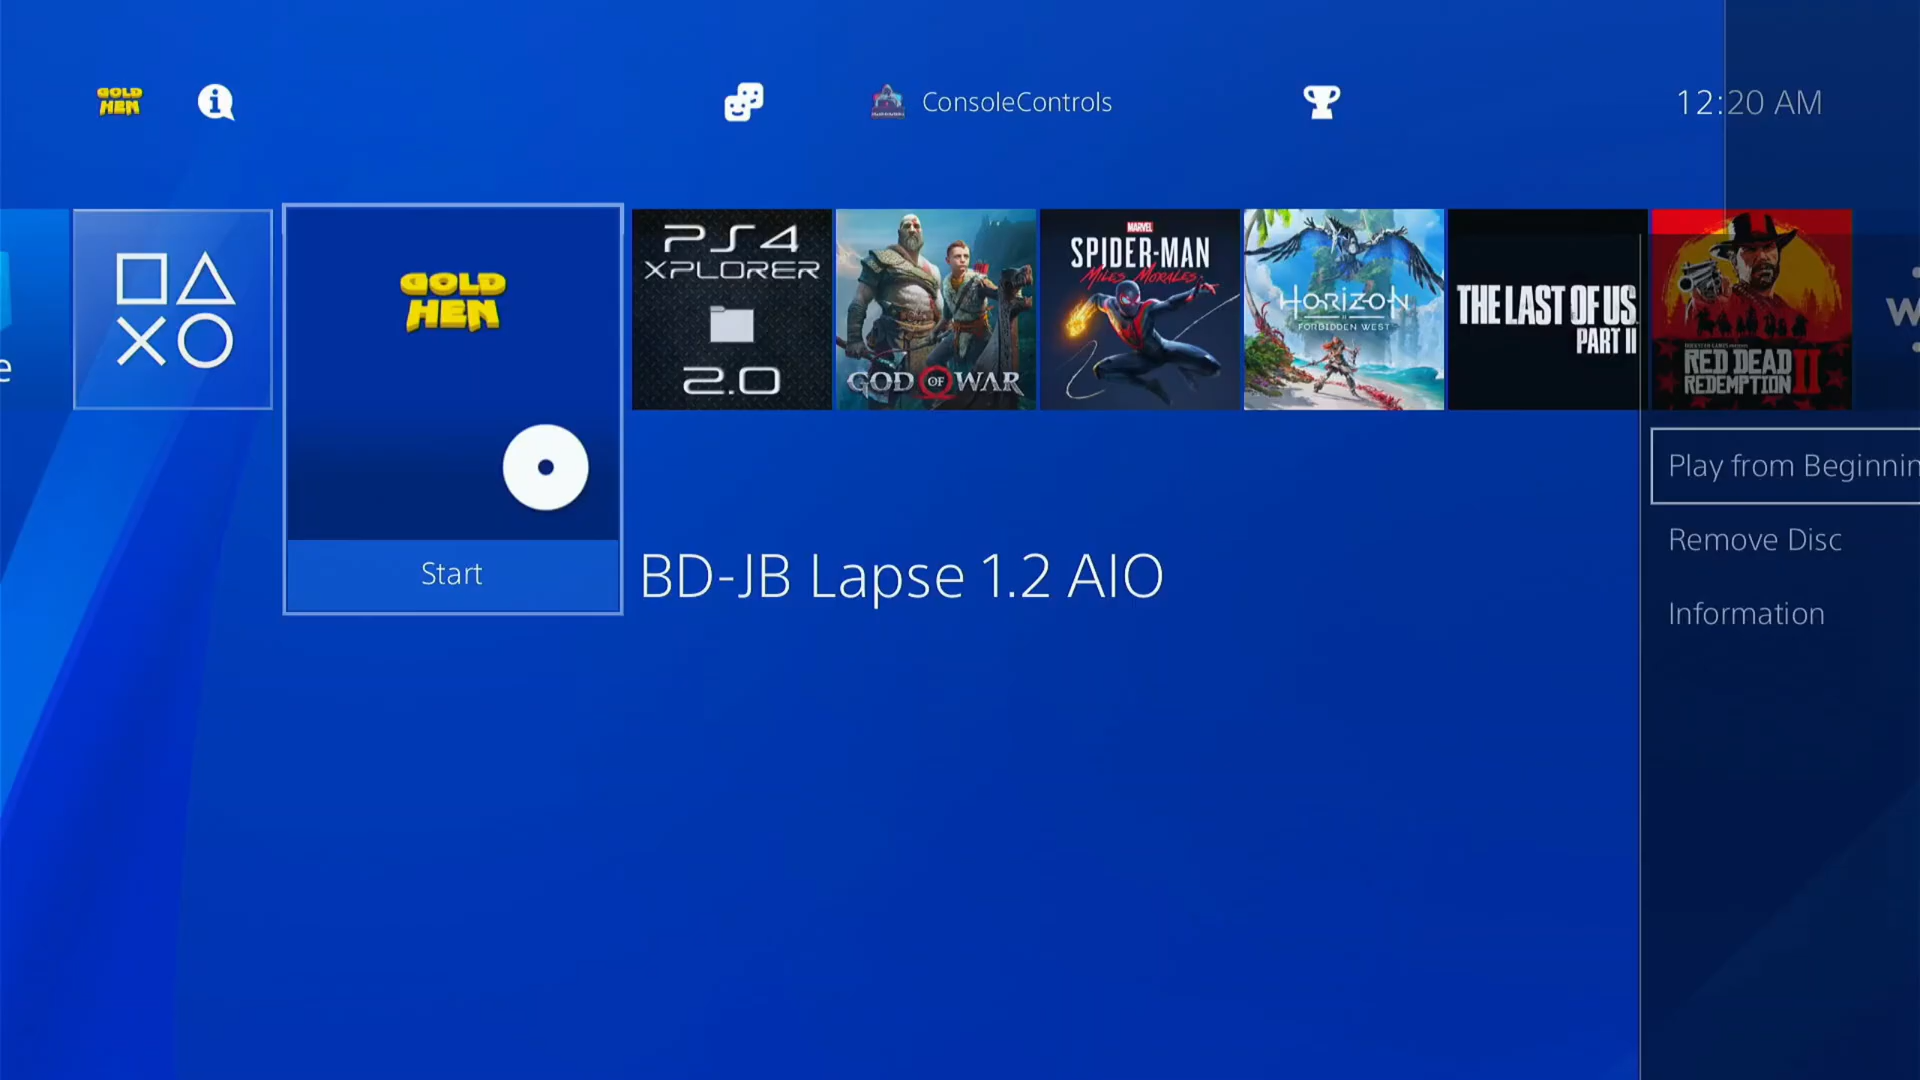 GOLD
HEN
ConsoleControls
12:20 AM
e
GOLD
HEN
PS4
XPLORER
2.0
GOD OF WAR
MARVEL
SPIDER-MAN
MILES MORALES
HORIZON
FORBIDDEN WEST
THE LAST OF US
PART II
RED DEAD
REDEMPTION II
W
Start
BD-JB Lapse 1.2 AIO
Play from Beginnin
Remove Disc
Information